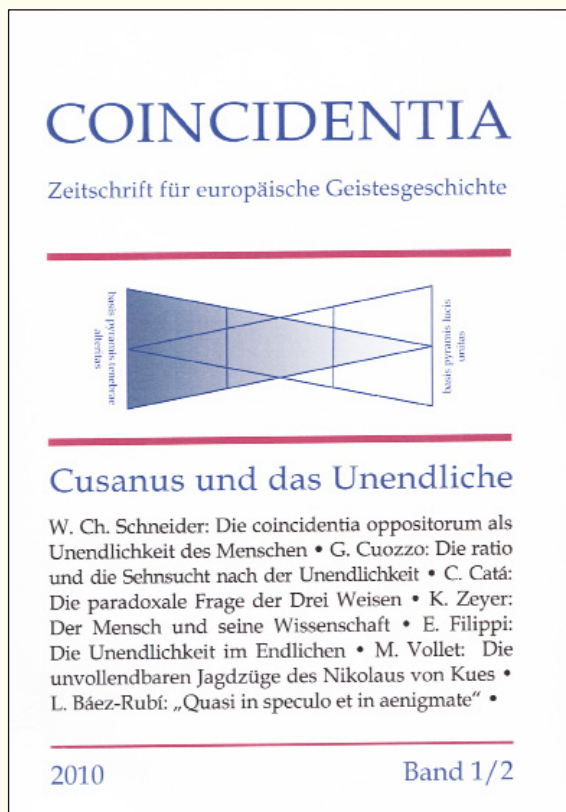 COINCIDENTIA
Zeitschrift für europäische Geistesgeschichte
basis pyramis tenebrae
alteritas
basis pyramis lucis
unitas
Cusanus und das Unendliche
W. Ch. Schneider: Die coincidentia oppositorum als
Unendlichkeit des Menschen • G. Cuozzo: Die ratio
und die Sehnsucht nach der Unendlichkeit • C. Catá:
Die paradoxale Frage der Drei Weisen • K. Zeyer:
Der Mensch und seine Wissenschaft • E. Filippi:
Die Unendlichkeit im Endlichen • M. Vollet: Die
unvollendbaren Jagdzüge des Nikolaus von Kues •
L. Báez-Rubí: „Quasi in speculo et in aenigmate“ •
2010 Band 1/2